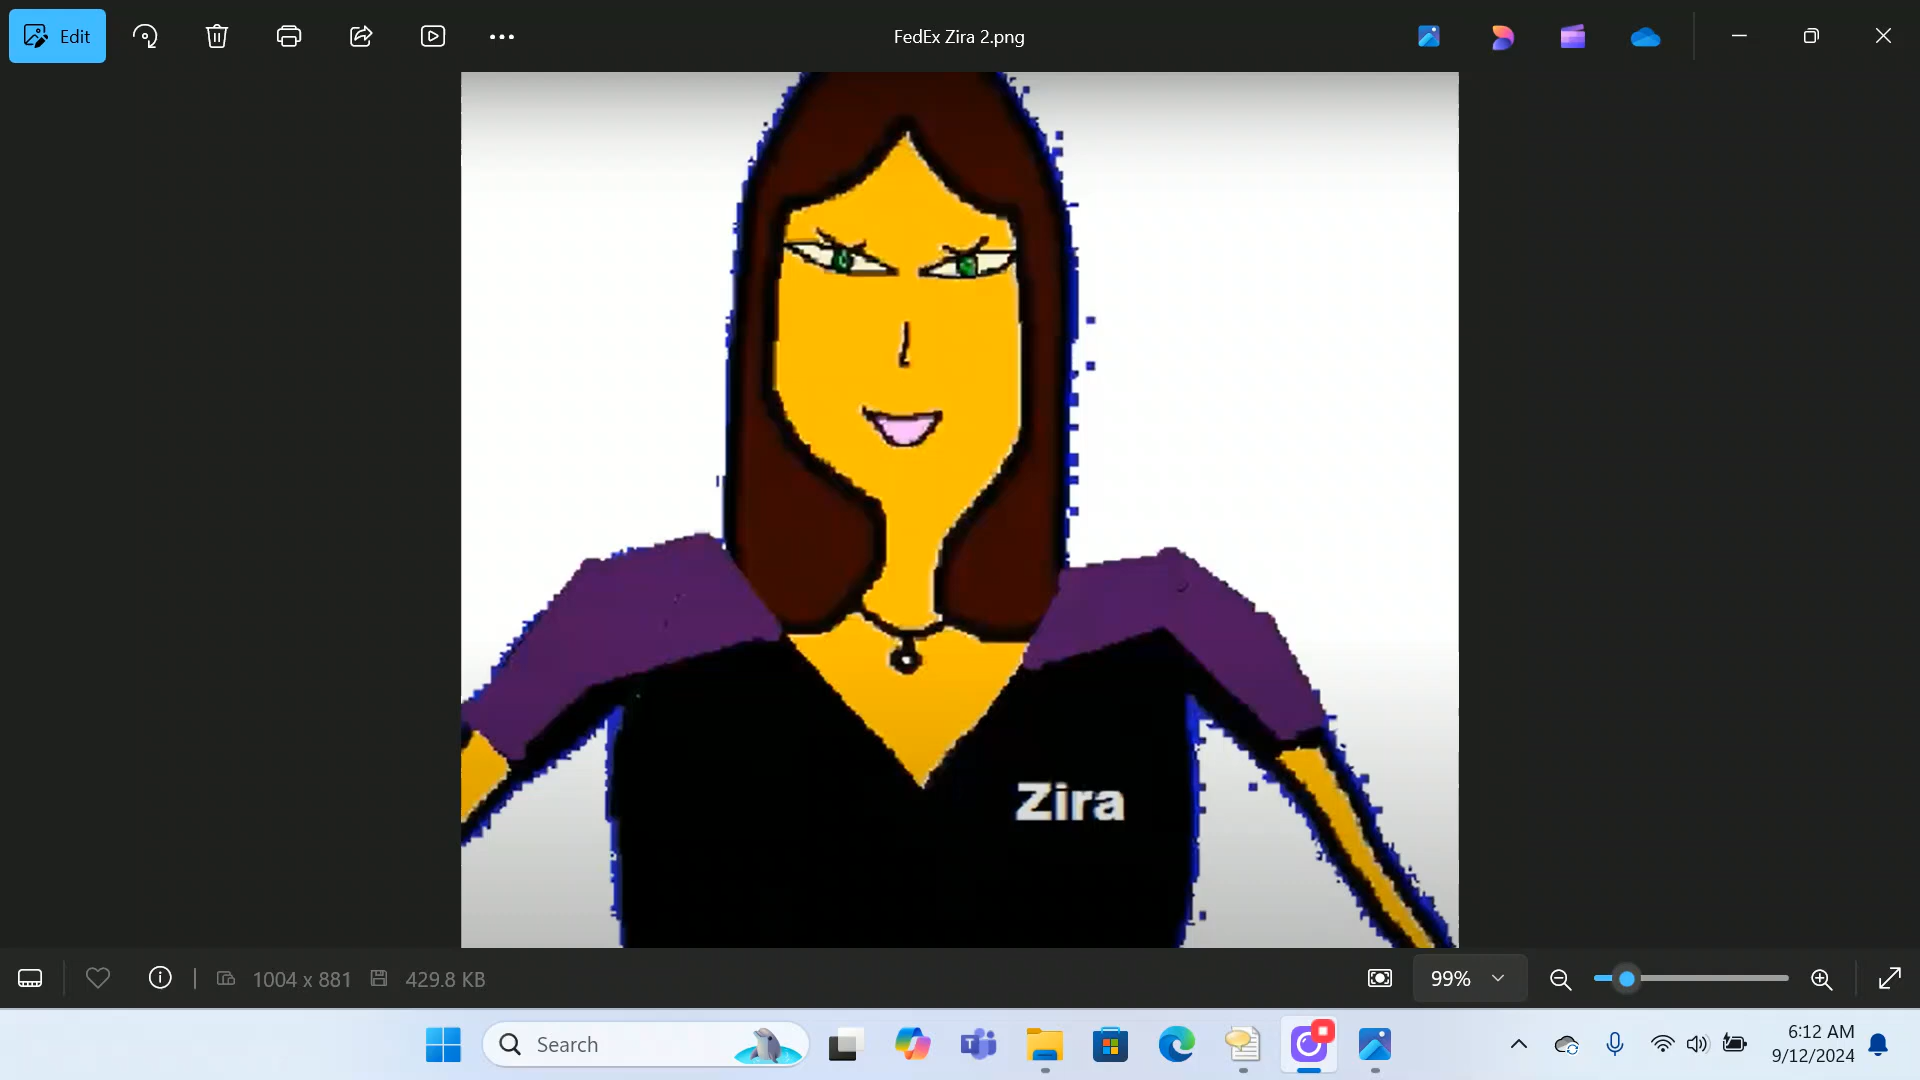 Edit
FedEx Zira 2.png
Zira
1004 x 881
429.8 KB
99%
Search
6:12 AM
9/12/2024